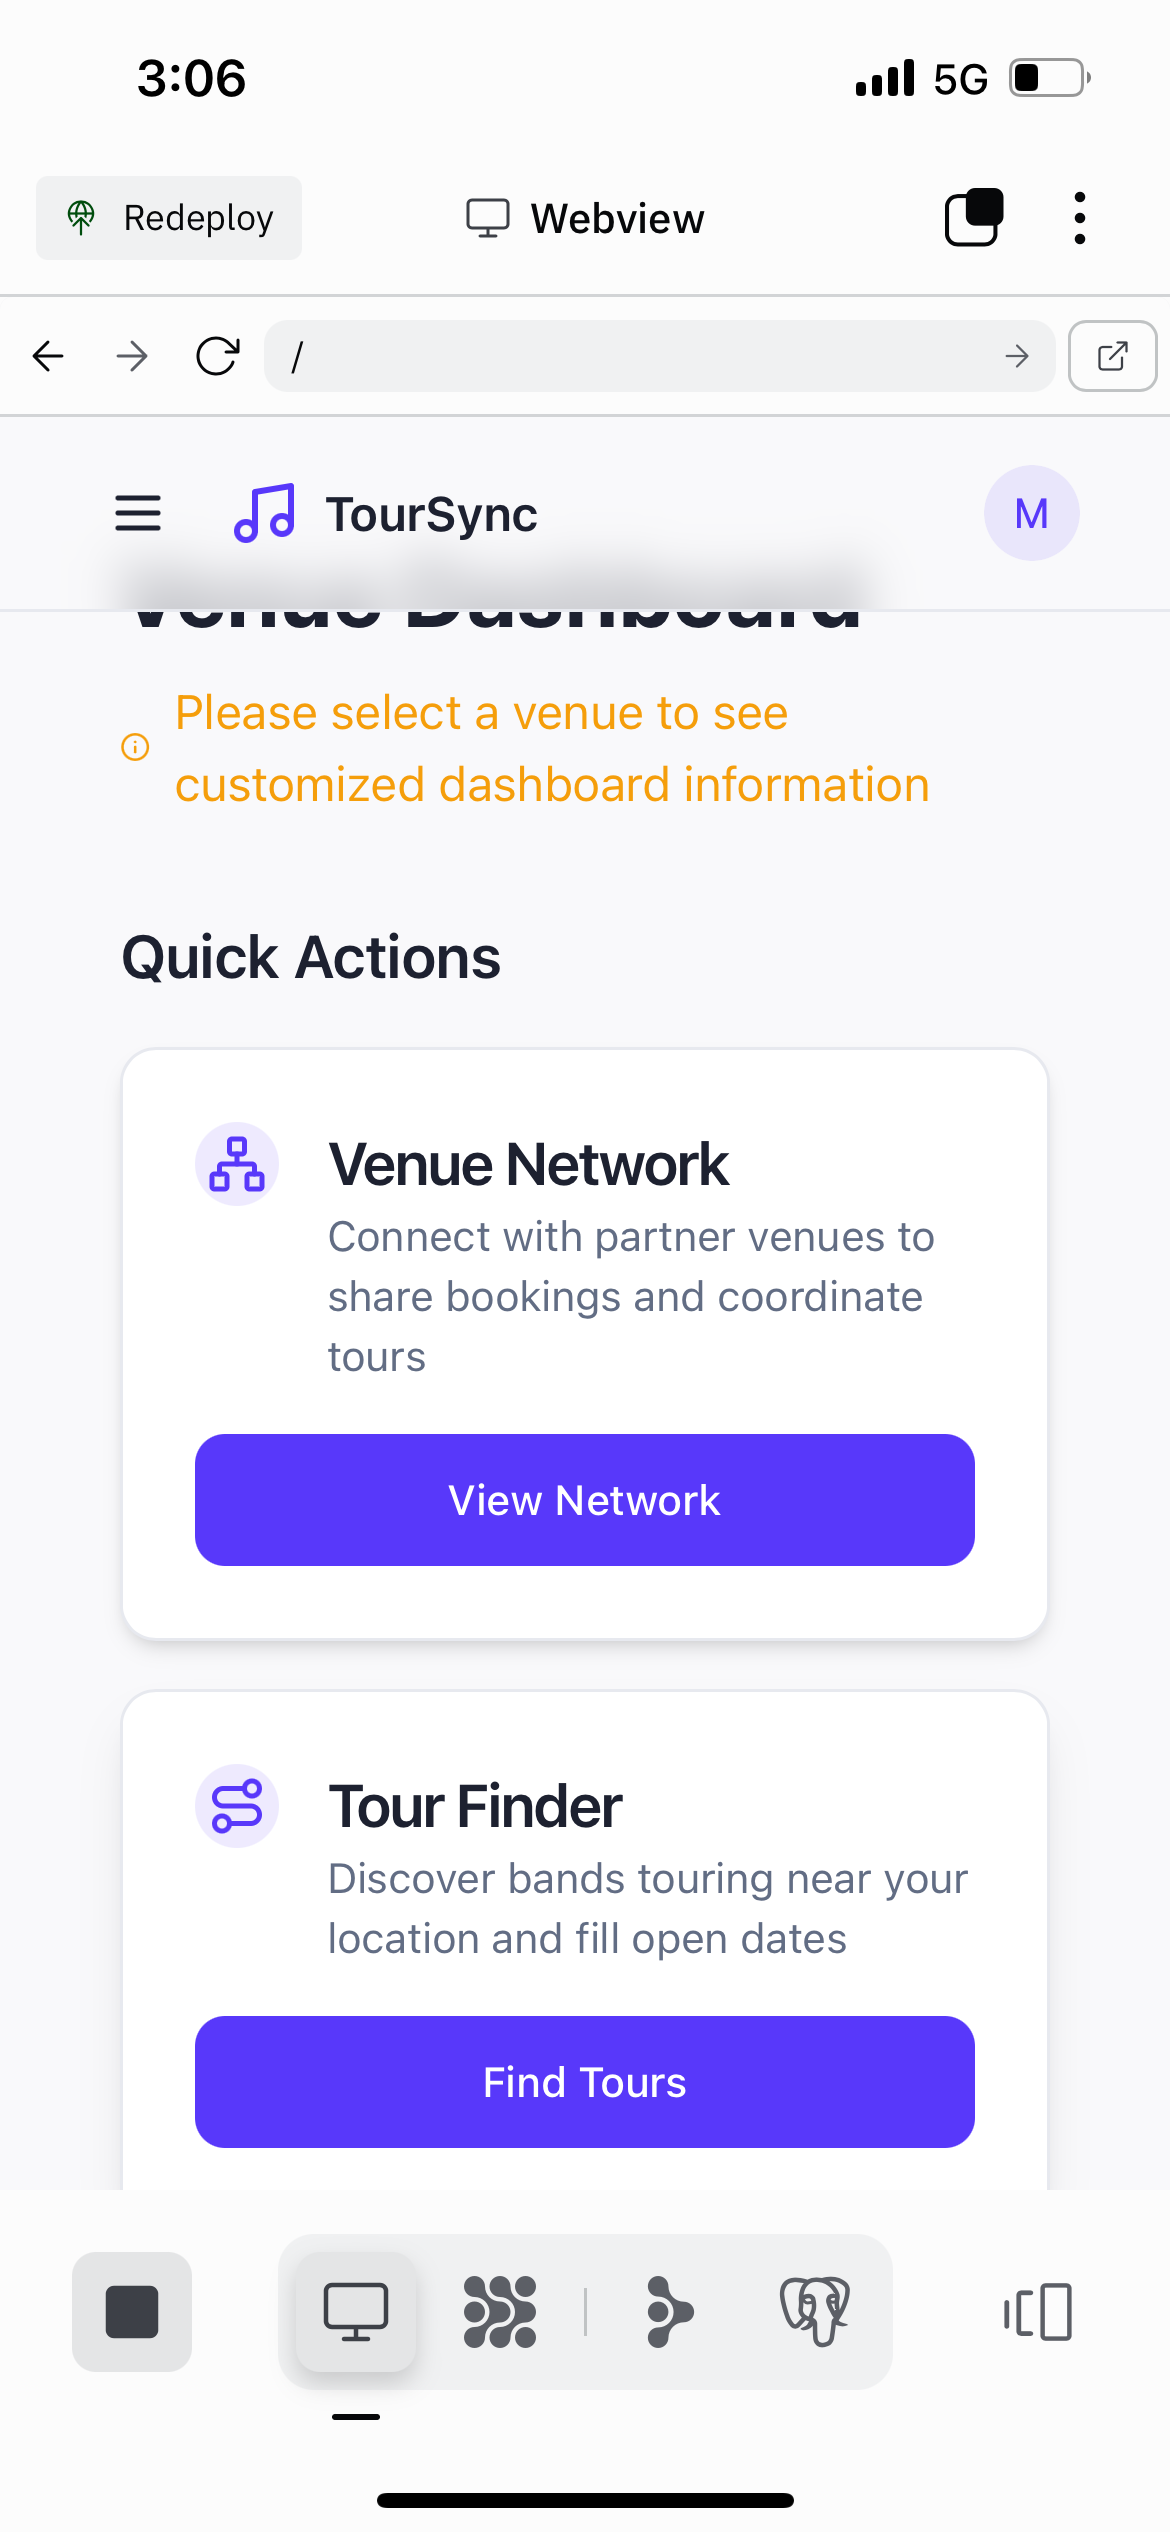 3:06
5G
Redeploy
Webview
/
TourSync
M
Venue Dashboard
Please select a venue to see
customized dashboard information
Quick Actions
Venue Network
Connect with partner venues to
share bookings and coordinate
tours
View Network
Tour Finder
Discover bands touring near your
location and fill open dates
Find Tours